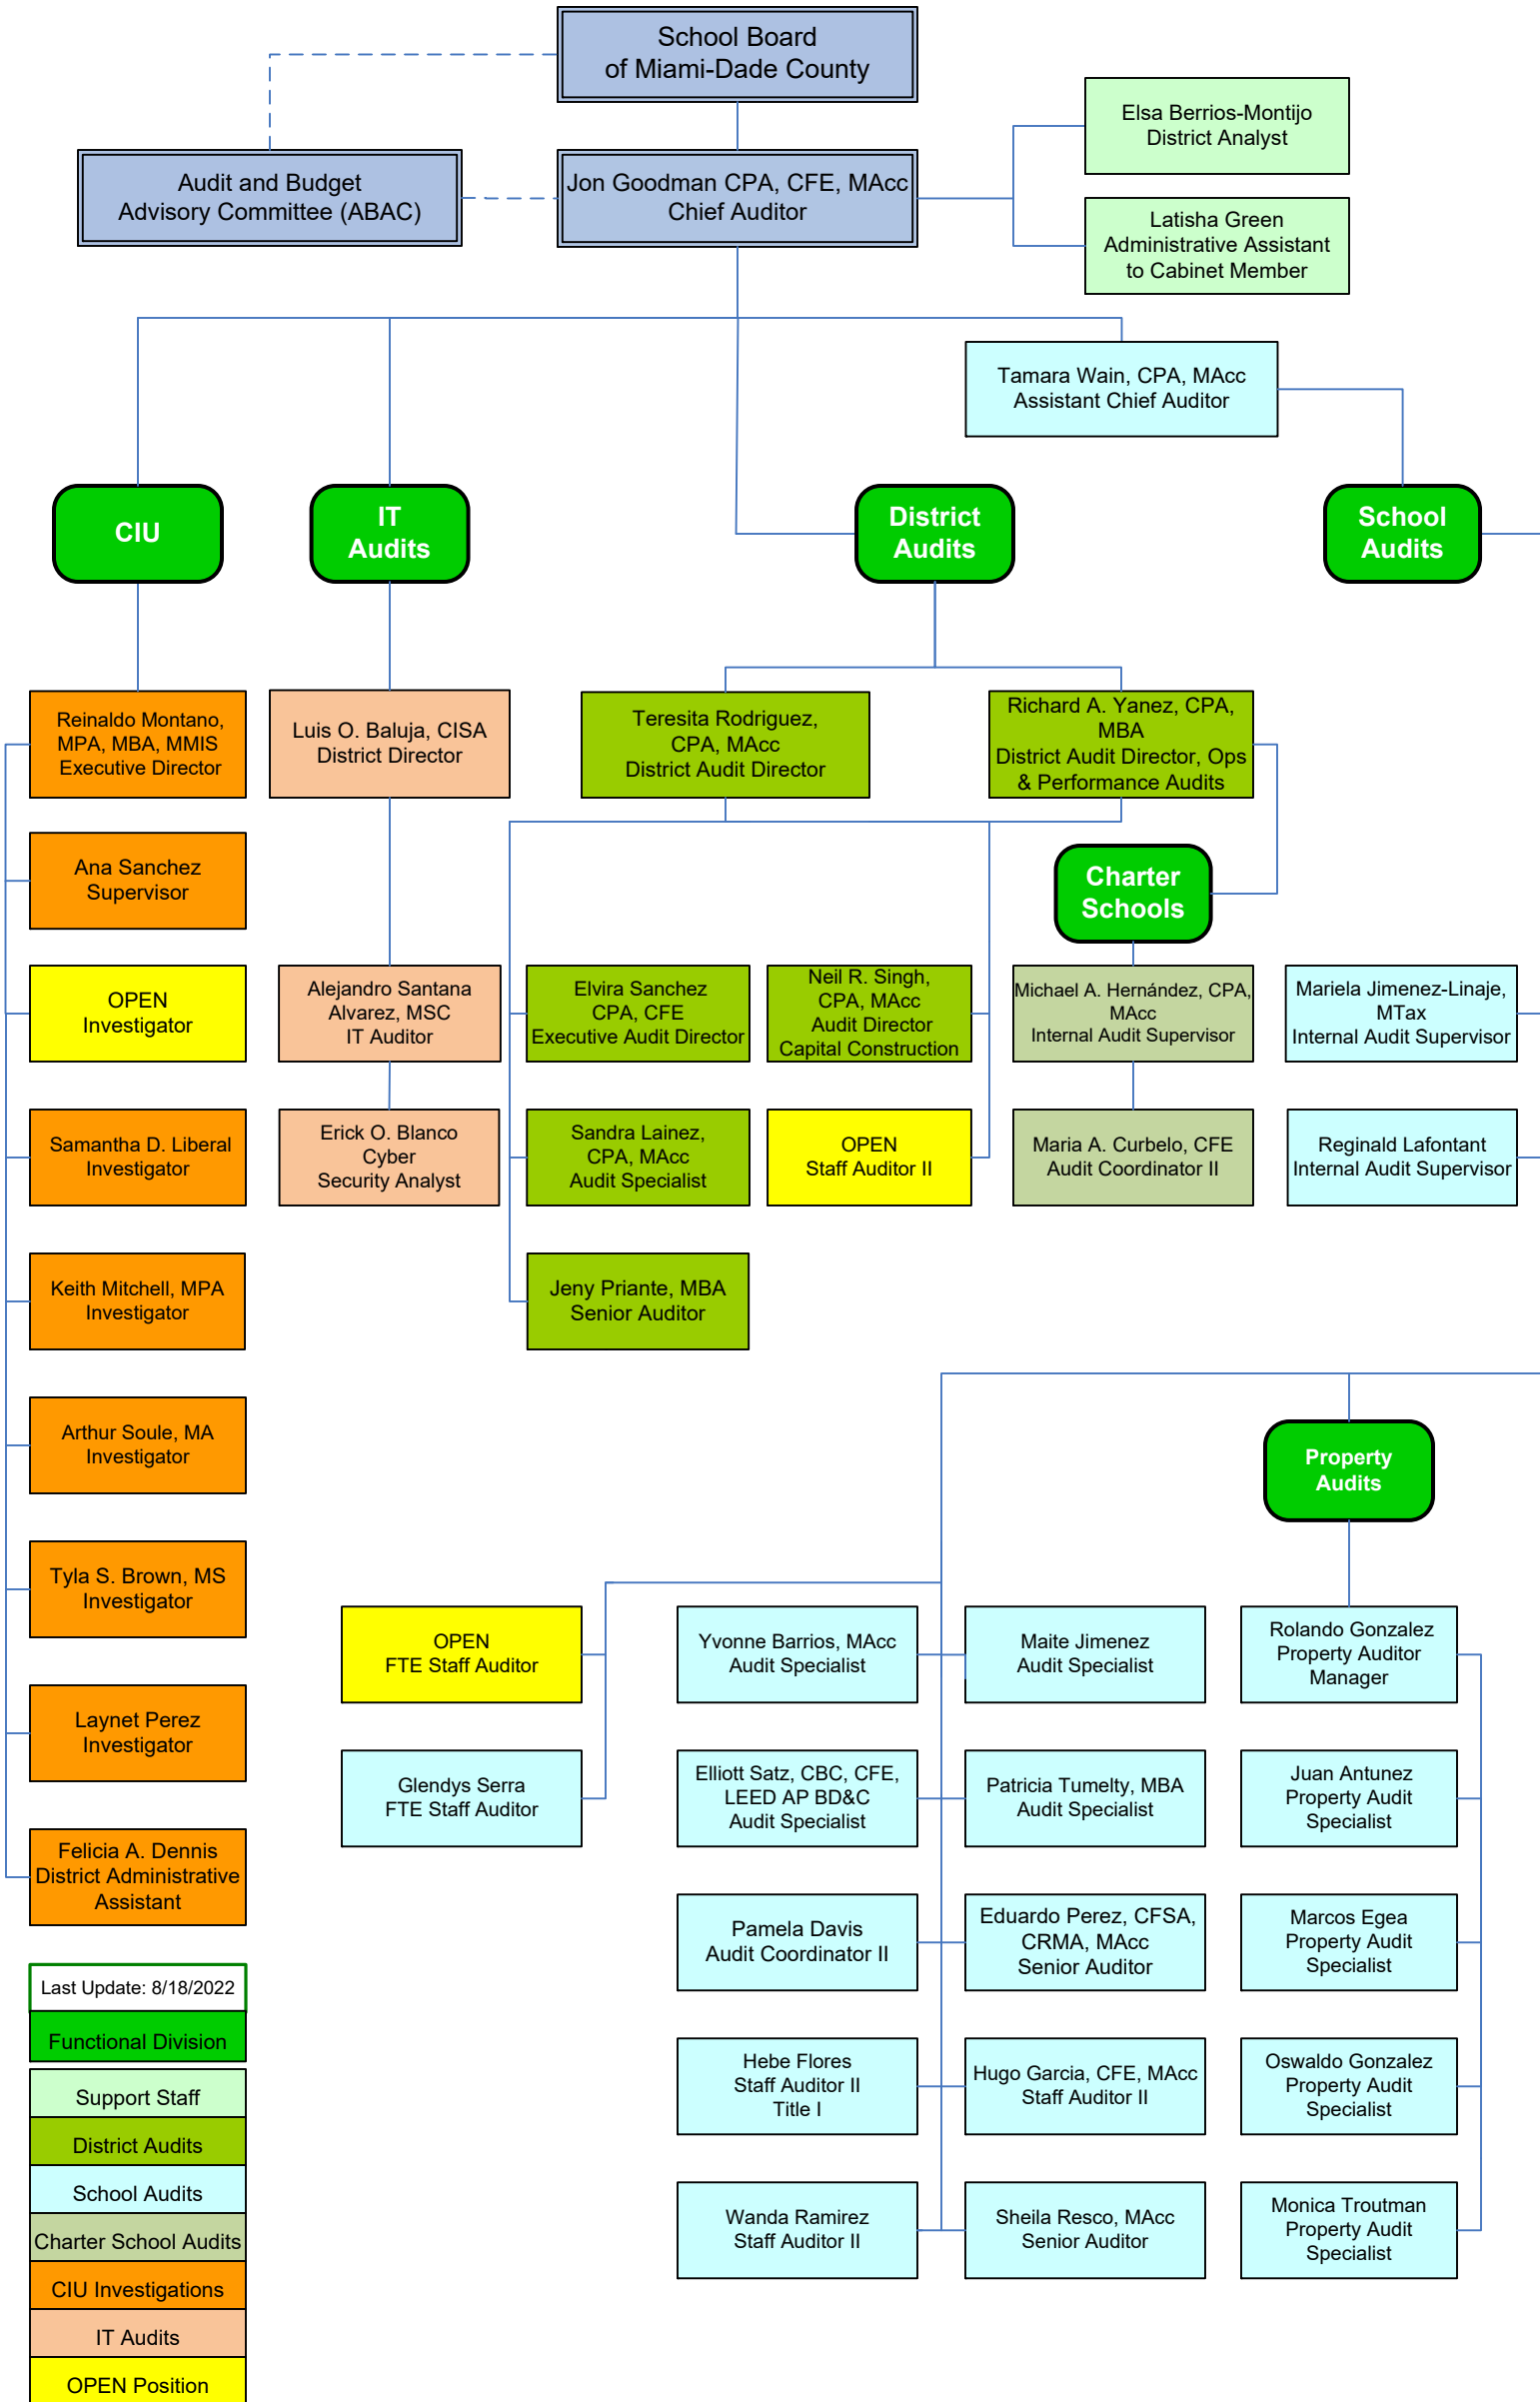 School Board
of Miami-Dade County
Elsa Berrios-Montijo
District Analyst
Audit and Budget
Advisory Committee (ABAC)
Jon Goodman CPA, CFE, MAcc
Chief Auditor
Latisha Green
Administrative Assistant
to Cabinet Member
Tamara Wain, CPA, MAcc
Assistant Chief Auditor
CIU
IT
Audits
District
Audits
School
Audits
Reinaldo Montano,
MPA, MBA, MMIS
Executive Director
Luis O. Baluja, CISA
District Director
Teresita Rodriguez,
CPA, MAcc
District Audit Director
Richard A. Yanez, CPA,
MBA
District Audit Director, Ops
& Performance Audits
Ana Sanchez
Supervisor
Charter
Schools
OPEN
Investigator
Alejandro Santana
Alvarez, MSC
IT Auditor
Elvira Sanchez
CPA, CFE
Executive Audit Director
Neil R. Singh,
CPA, MAcc
Audit Director
Capital Construction
Michael A. Hernández, CPA,
MAcc
Internal Audit Supervisor
Mariela Jimenez-Linaje,
MTax
Internal Audit Supervisor
Samantha D. Liberal
Investigator
Erick O. Blanco
Cyber
Security Analyst
Sandra Lainez,
CPA, MAcc
Audit Specialist
OPEN
Staff Auditor II
Maria A. Curbelo, CFE
Audit Coordinator II
Reginald Lafontant
Internal Audit Supervisor
Keith Mitchell, MPA
Investigator
Jeny Priante, MBA
Senior Auditor
Arthur Soule, MA
Investigator
Property
Audits
Tyla S. Brown, MS
Investigator
OPEN
FTE Staff Auditor
Yvonne Barrios, MAcc
Audit Specialist
Maite Jimenez
Audit Specialist
Rolando Gonzalez
Property Auditor
Manager
Laynet Perez
Investigator
Glendys Serra
FTE Staff Auditor
Elliott Satz, CBC, CFE,
LEED AP BD&C
Audit Specialist
Patricia Tumelty, MBA
Audit Specialist
Juan Antunez
Property Audit
Specialist
Felicia A. Dennis
District Administrative
Assistant
Pamela Davis
Audit Coordinator II
Eduardo Perez, CFSA,
CRMA, MAcc
Senior Auditor
Marcos Egea
Property Audit
Specialist
Hebe Flores
Staff Auditor II
Title I
Hugo Garcia, CFE, MAcc
Staff Auditor II
Oswaldo Gonzalez
Property Audit
Specialist
Wanda Ramirez
Staff Auditor II
Sheila Resco, MAcc
Senior Auditor
Monica Troutman
Property Audit
Specialist
Last Update: 8/18/2022
Functional Division
Support Staff
District Audits
School Audits
Charter School Audits
CIU Investigations
IT Audits
OPEN Position